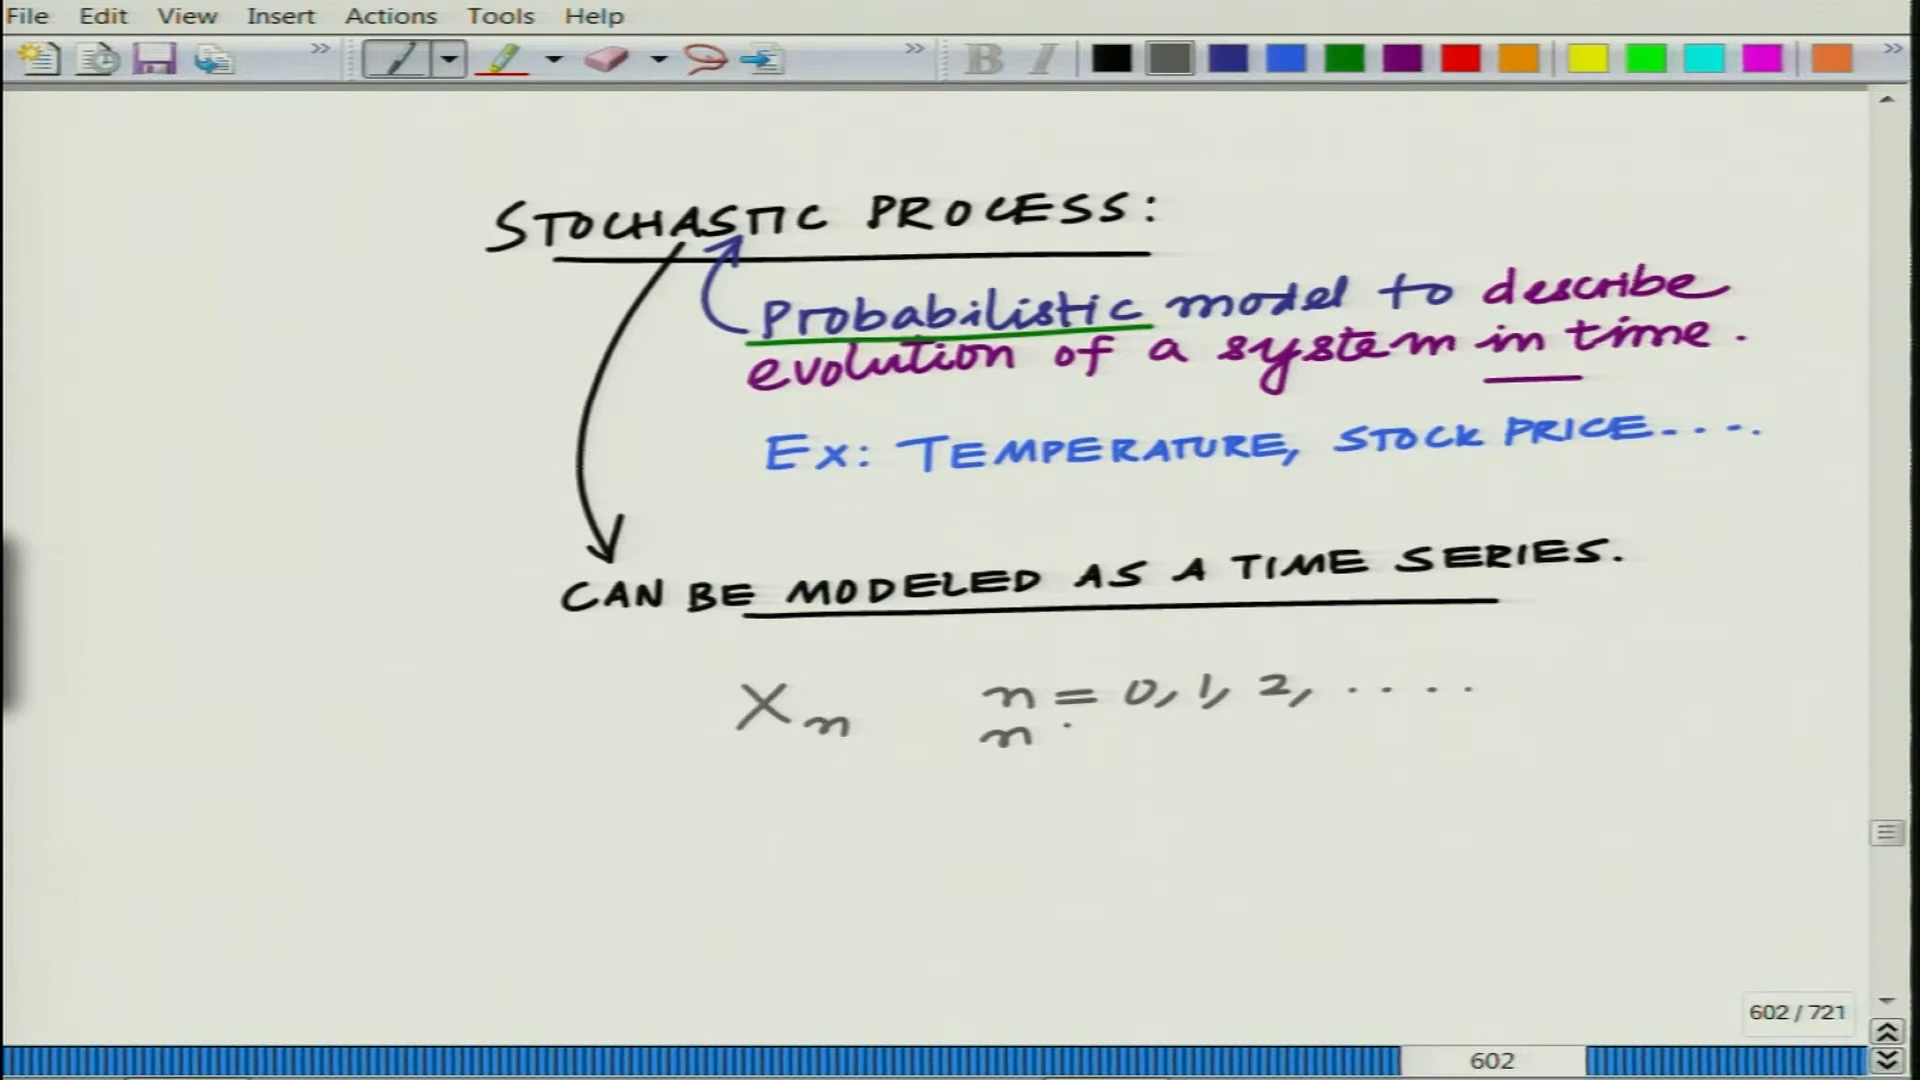 File Edit View Insert Actions Tools Help
B I
STOCHASTIC PROCESS:
Probabilistic model to describe
evolution of a system in time.
Ex: TEMPERATURE, STOCK PRICE....
CAN BE MODELED AS A TIME SERIES.
Xn n = 0, 1, 2, ....
n
602 / 721
602